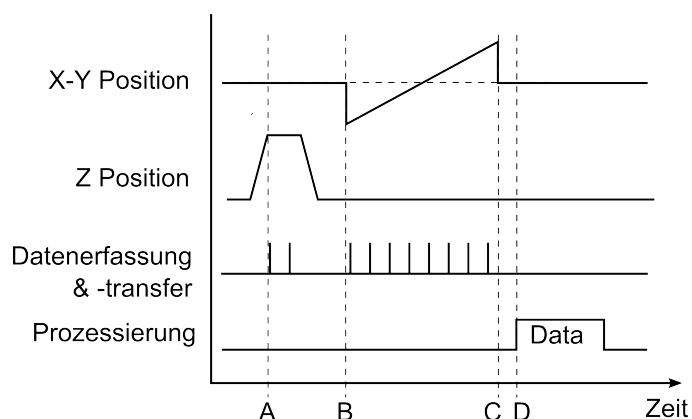 X-Y Position
Z Position
Datenerfassung
& -transfer
Prozessierung
Data
A B C D
Zeit